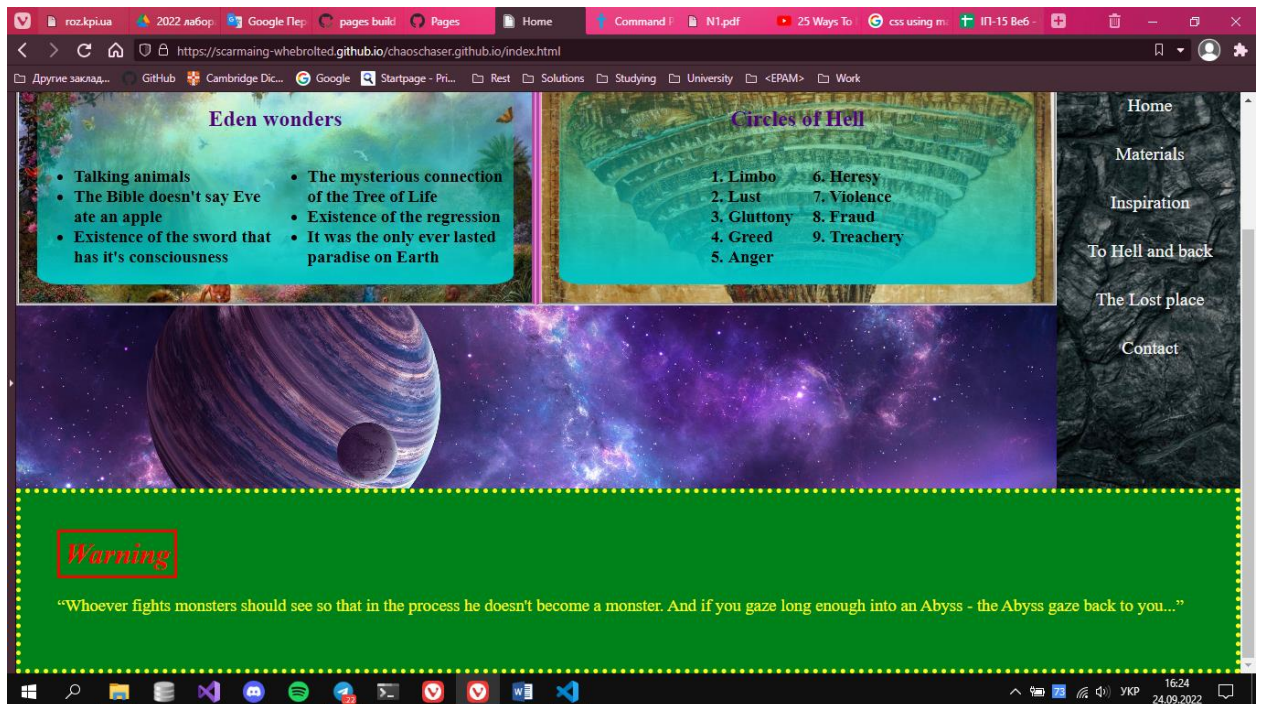 roz.kpi.ua
2022 лабор
Google Пер
pages build
Pages
Home
Command P
N1.pdf
25 Ways To
css using m
ІП-15 Веб -
https://scarmaing-whebrolted.github.io/chaoschaser.github.io/index.html
Другие заклад...
GitHub
Cambridge Dic...
Google
Startpage - Pri...
Rest
Solutions
Studying
University
<EPAM>
Work
Eden wonders
• Talking animals
• The Bible doesn't say Eve
ate an apple
• Existence of the sword that
has it's consciousness
• The mysterious connection
of the Tree of Life
• Existence of the regression
• It was the only ever lasted
paradise on Earth
Circles of Hell
1. Limbo
2. Lust
3. Gluttony
4. Greed
5. Anger
6. Heresy
7. Violence
8. Fraud
9. Treachery
Home
Materials
Inspiration
To Hell and back
The Lost place
Contact
Warning
“Whoever fights monsters should see so that in the process he doesn't become a monster. And if you gaze long enough into an Abyss - the Abyss gaze back to you...”
22
73
УКР
16:24
24.09.2022